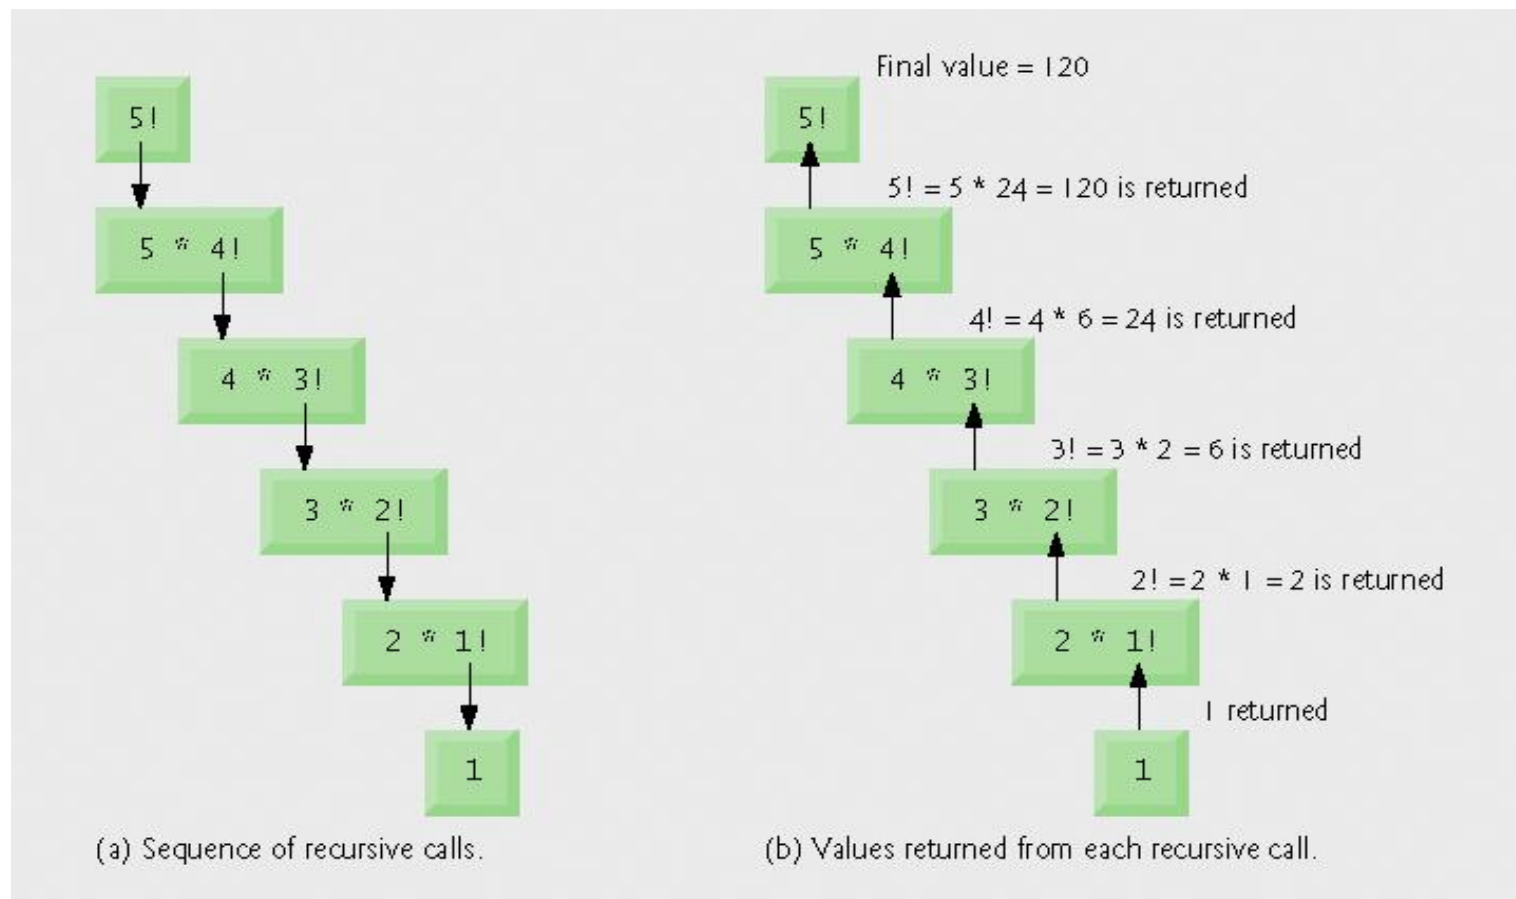 5!
5 * 4!
4 * 3!
3 * 2!
2 * 1!
1
(a) Sequence of recursive calls.
Final value = 120
5!
5! = 5 * 24 = 120 is returned
5 * 4!
4! = 4 * 6 = 24 is returned
4 * 3!
3! = 3 * 2 = 6 is returned
3 * 2!
2! = 2 * 1 = 2 is returned
2 * 1!
1 returned
1
(b) Values returned from each recursive call.